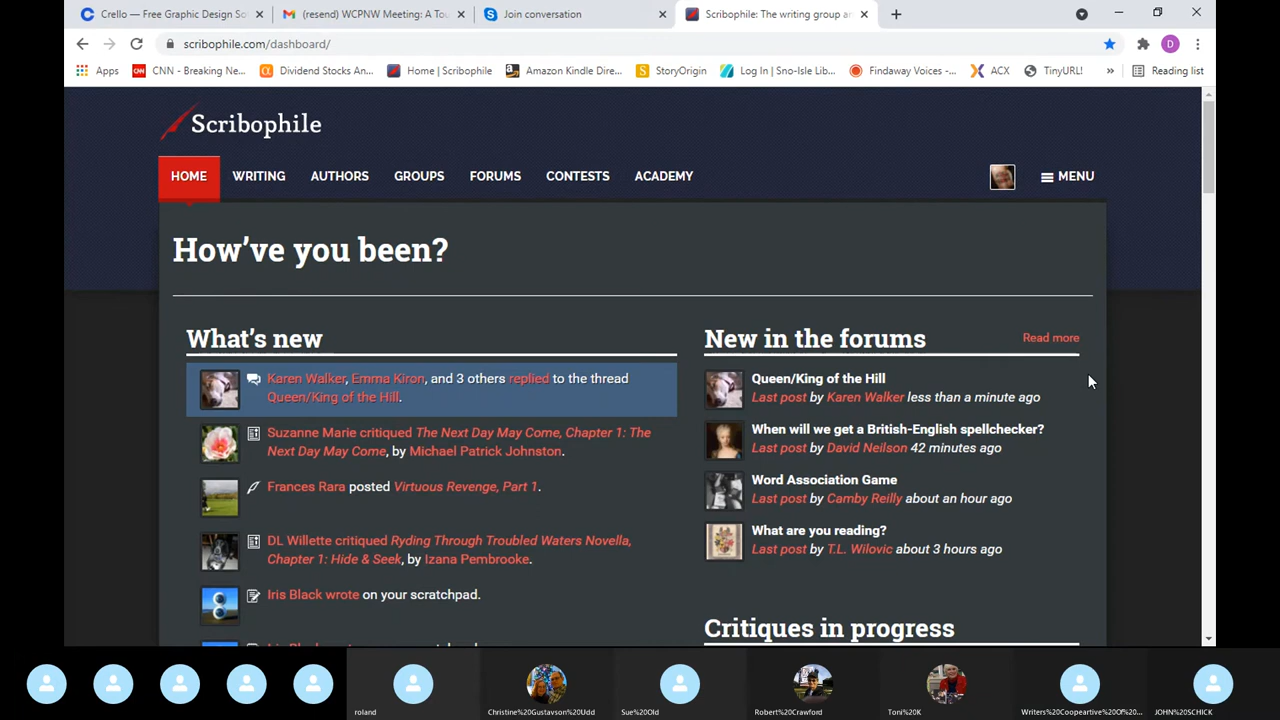 Crello — Free Graphic Design So
(resend) WCPNW Meeting: A Tou
Join conversation
Scribophile: The writing group an
scribophile.com/dashboard/
D
Apps
CNN - Breaking Ne...
Dividend Stocks An...
Home | Scribophile
Amazon Kindle Dire...
StoryOrigin
Log In | Sno-Isle Lib...
Findaway Voices -...
ACX
TinyURL!
»
Reading list
Scribophile
HOME
WRITING
AUTHORS
GROUPS
FORUMS
CONTESTS
ACADEMY
MENU
How've you been?
What's new
Karen Walker, Emma Kiron, and 3 others replied to the thread
Queen/King of the Hill.
Suzanne Marie critiqued The Next Day May Come, Chapter 1: The
Next Day May Come, by Michael Patrick Johnston.
Frances Rara posted Virtuous Revenge, Part 1.
DL Willette critiqued Ryding Through Troubled Waters Novella,
Chapter 1: Hide & Seek, by Izana Pembrooke.
Iris Black wrote on your scratchpad.
New in the forums
Read more
Queen/King of the Hill
Last post by Karen Walker less than a minute ago
When will we get a British-English spellchecker?
Last post by David Neilson 42 minutes ago
Word Association Game
Last post by Camby Reilly about an hour ago
What are you reading?
Last post by T.L. Wilovic about 3 hours ago
Critiques in progress
roland
Christine%20Gustavson%20Udd
Sue%20Old
Robert%20Crawford
Toni%20K
Writers%20Coopeartive%20Of%20...
JOHN%20SCHICK